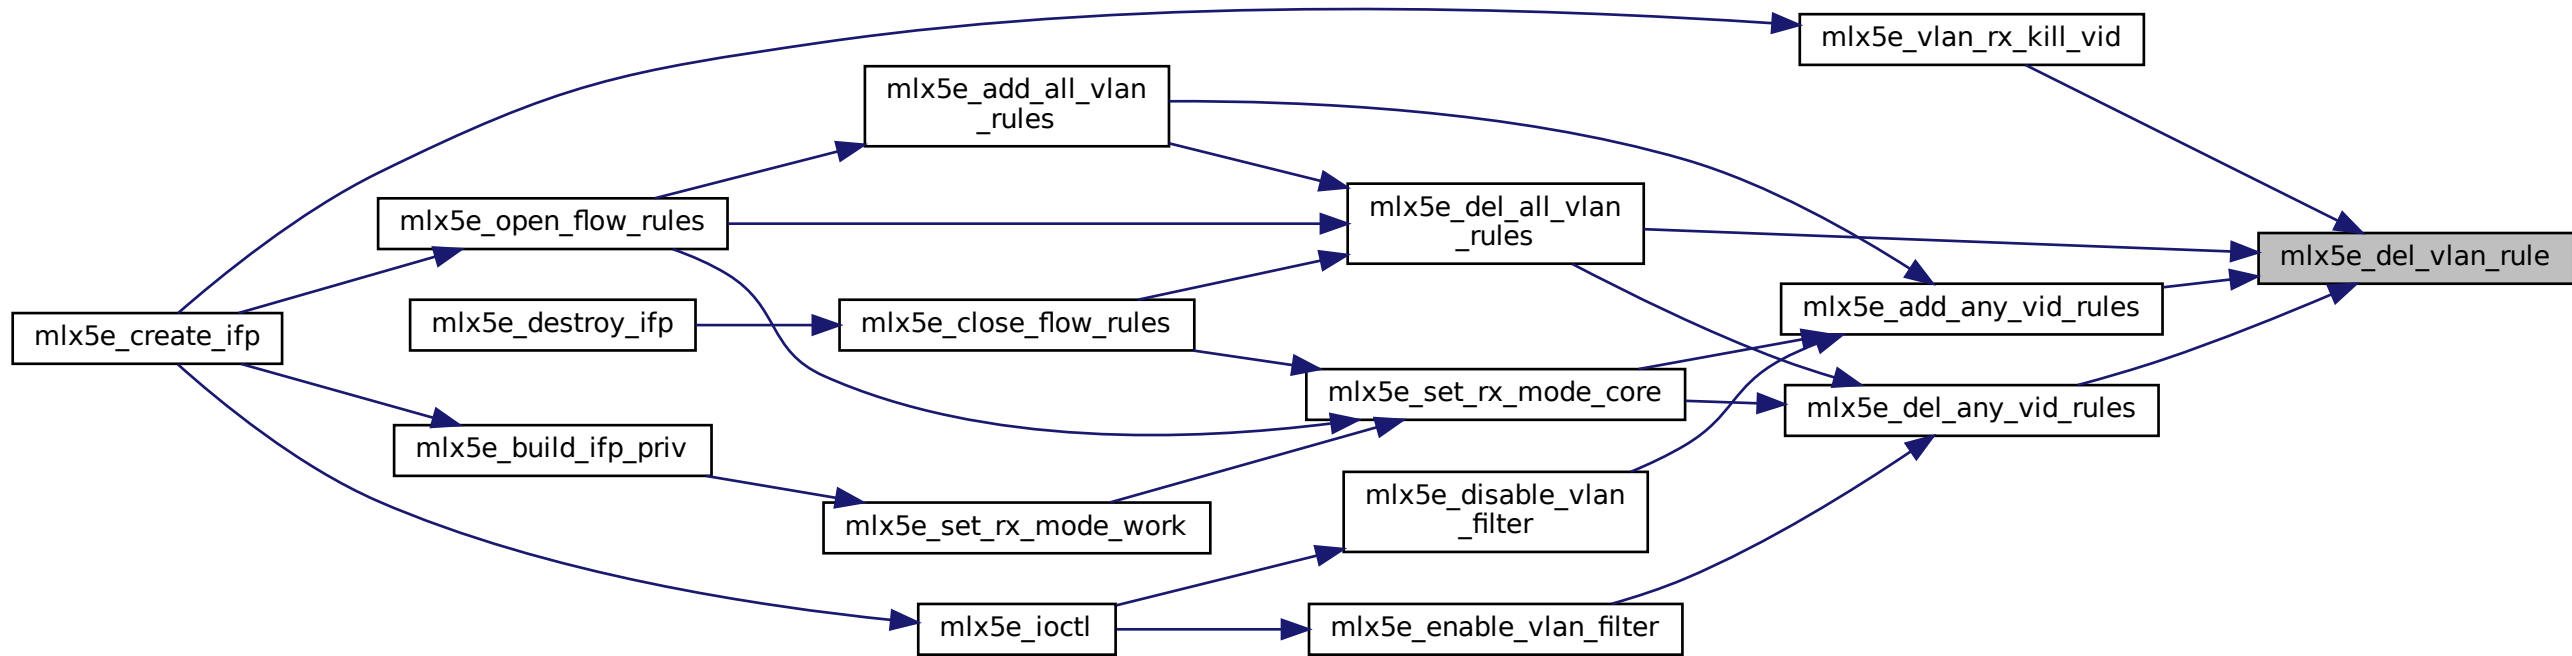 mlx5e_vlan_rx_kill_vid
mlx5e_add_all_vlan
_rules
mlx5e_del_all_vlan
_rules
mlx5e_open_flow_rules
mlx5e_del_vlan_rule
mlx5e_add_any_vid_rules
mlx5e_destroy_ifp
mlx5e_close_flow_rules
mlx5e_create_ifp
mlx5e_set_rx_mode_core
mlx5e_del_any_vid_rules
mlx5e_build_ifp_priv
mlx5e_disable_vlan
_filter
mlx5e_set_rx_mode_work
mlx5e_ioctl
mlx5e_enable_vlan_filter